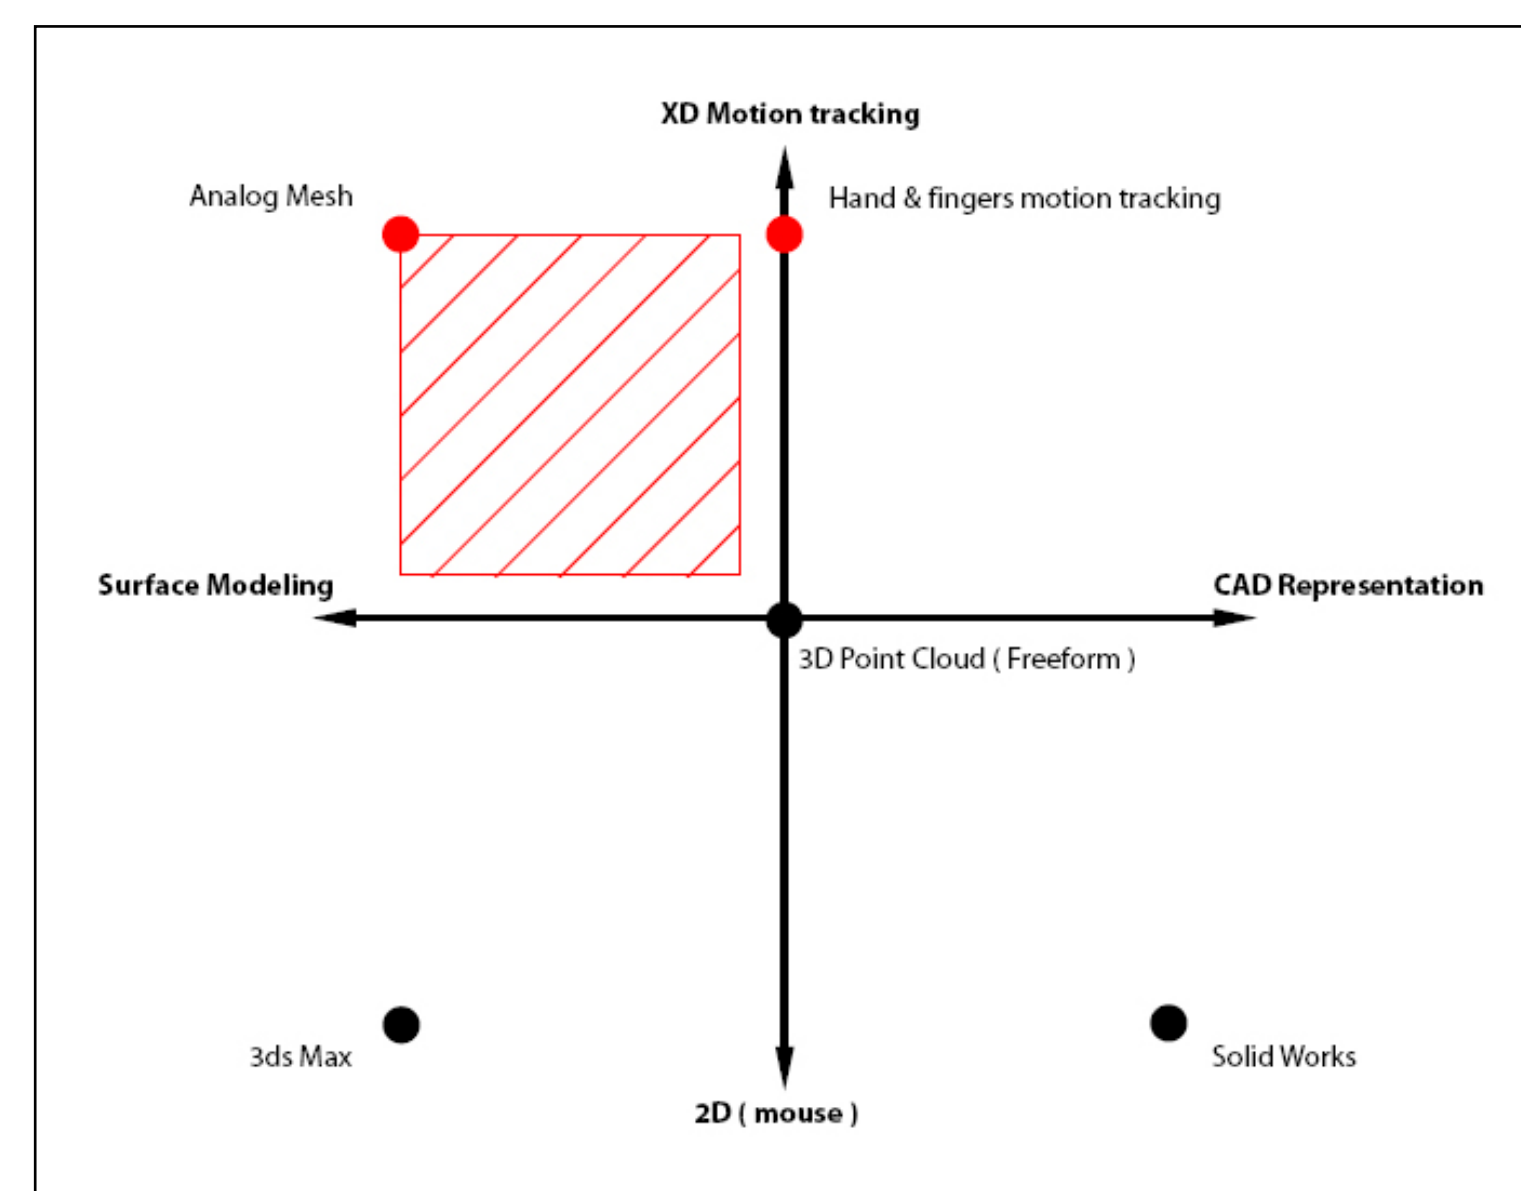 XD Motion tracking
Analog Mesh
Hand & fingers motion tracking
Surface Modeling
CAD Representation
3D Point Cloud ( Freeform )
3ds Max
Solid Works
2D ( mouse )